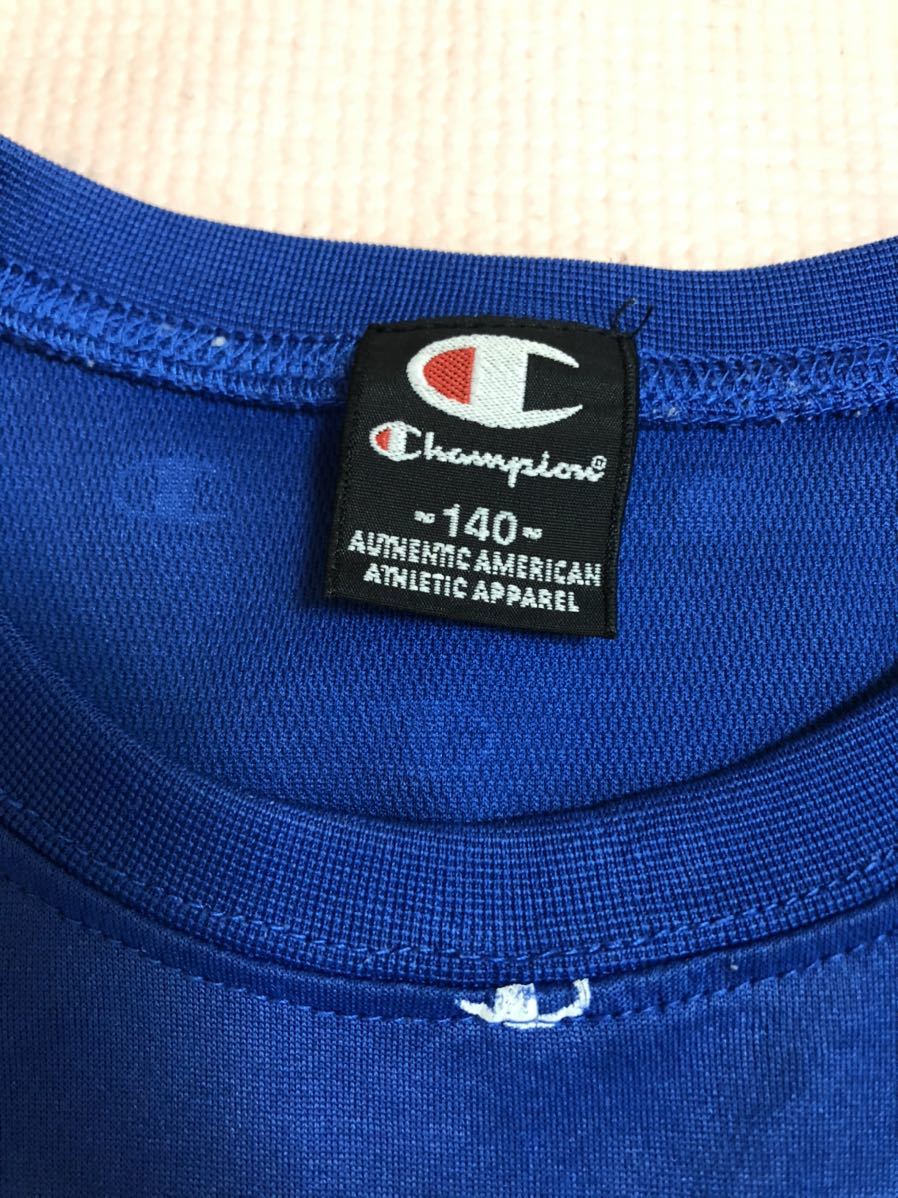 Champion®
~140~
AUTHENTIC AMERICAN
ATHLETIC APPAREL